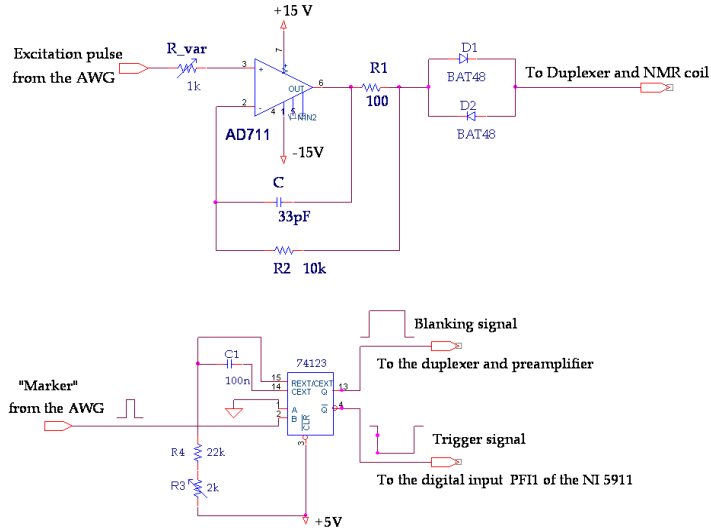 +15 V
Excitation pulse
from the AWG
R_var
1k
7
3
+
2
-
6
OUT
4
1
5
AD711
-15V
R1
100
D1
BAT48
D2
BAT48
To Duplexer and NMR coil
C
33pF
R2 10k
Blanking signal
To the duplexer and preamplifier
C1
100n
74123
15
14
1
2
REXT/CEXT
CEXT
Q
13
A
B
CLR
Q
4
3
"Marker"
from the AWG
R4
22k
R3
2k
Trigger signal
To the digital input PFI1 of the NI 5911
+5V